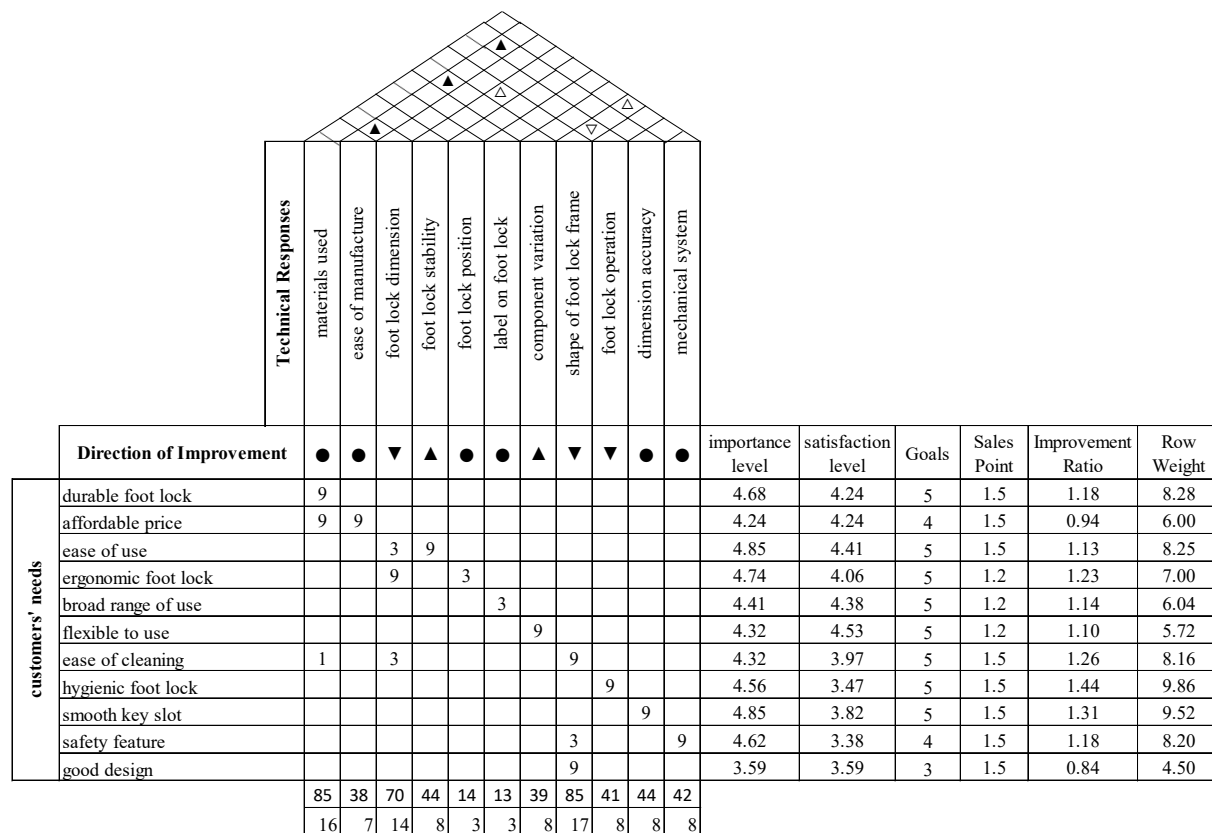 Technical Responses
materials used
ease of manufacture
foot lock dimension
foot lock stability
foot lock position
label on foot lock
component variation
shape of foot lock frame
foot lock operation
dimension accuracy
mechanical system
Direction of Improvement ● ● ▼ ▲ ● ● ▲ ▼ ▼ ● ● importance level satisfaction level Goals Sales Point Improvement Ratio Row Weight
customers' needs
durable foot lock 9 4.68 4.24 5 1.5 1.18 8.28
affordable price 9 9 4.24 4.24 4 1.5 0.94 6.00
ease of use 3 9 4.85 4.41 5 1.5 1.13 8.25
ergonomic foot lock 9 3 4.74 4.06 5 1.2 1.23 7.00
broad range of use 3 4.41 4.38 5 1.2 1.14 6.04
flexible to use 9 4.32 4.53 5 1.2 1.10 5.72
ease of cleaning 1 3 9 4.32 3.97 5 1.5 1.26 8.16
hygienic foot lock 9 4.56 3.47 5 1.5 1.44 9.86
smooth key slot 9 4.85 3.82 5 1.5 1.31 9.52
safety feature 3 9 4.62 3.38 4 1.5 1.18 8.20
good design 9 3.59 3.59 3 1.5 0.84 4.50
85 38 70 44 14 13 39 85 41 44 42
16 7 14 8 3 3 8 17 8 8 8